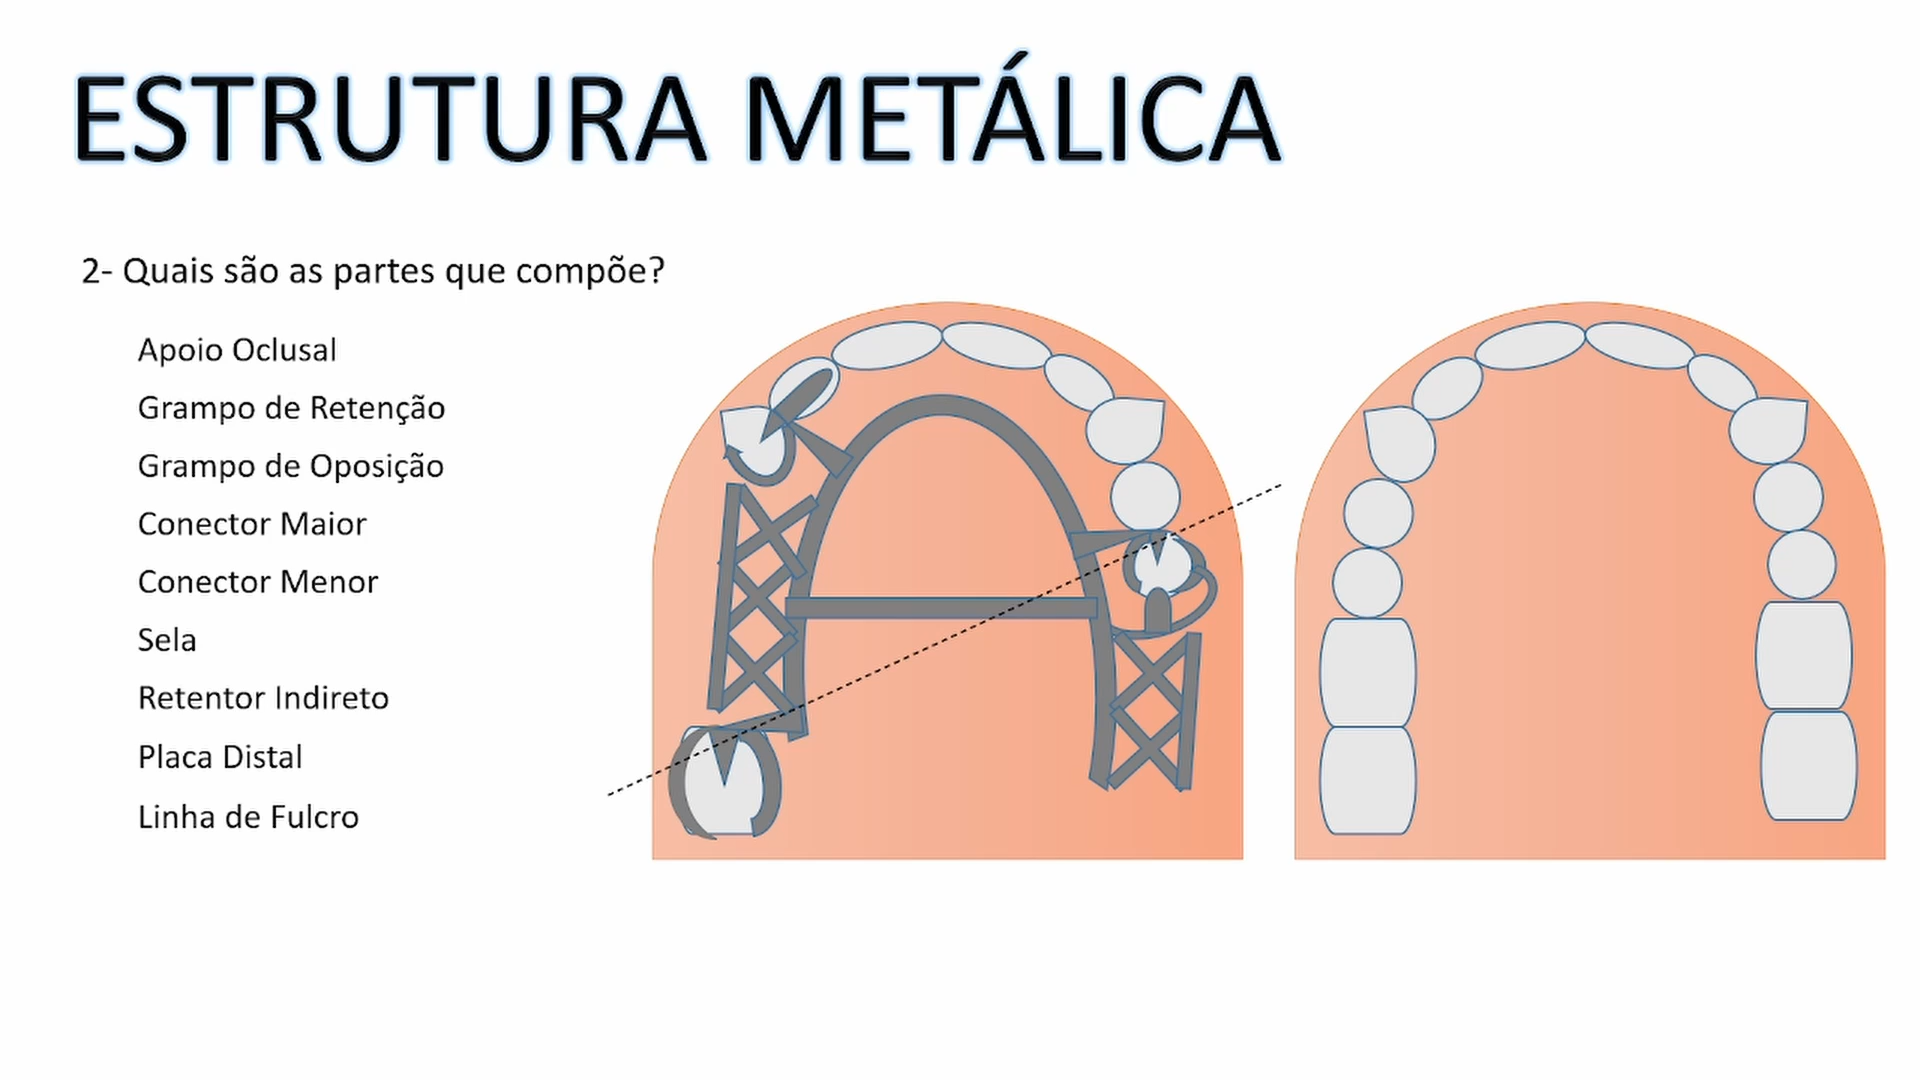 ESTRUTURA METÁLICA
2- Quais são as partes que compõe?
Apoio Oclusal
Grampo de Retenção
Grampo de Oposição
Conector Maior
Conector Menor
Sela
Retentor Indireto
Placa Distal
Linha de Fulcro